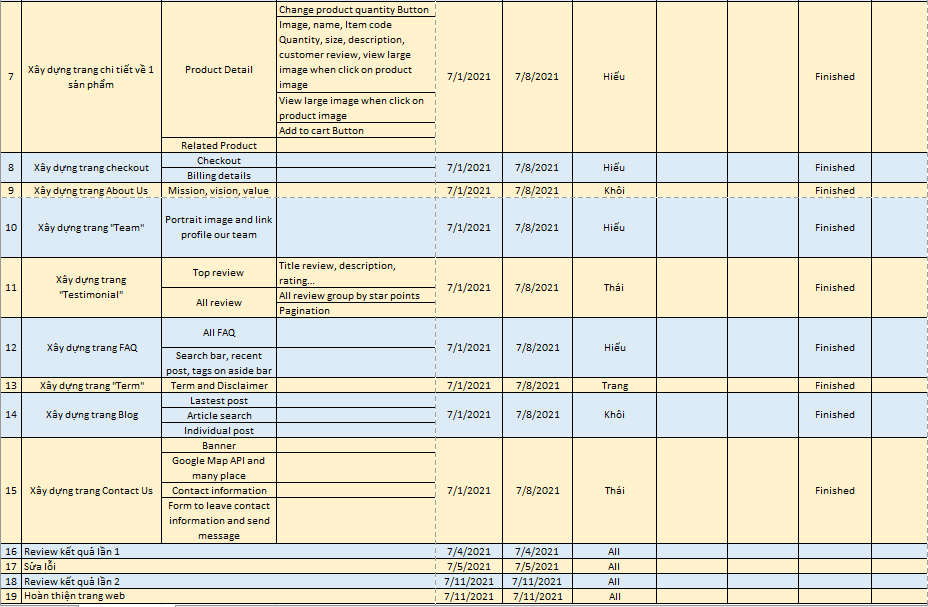 7
Xây dựng trang chi tiết về 1
sản phẩm
Product Detail
Change product quantity Button
Image, name, Item code
Quantity, size, description,
customer review, view large
image when click on product
image
View large image when click on
product image
Add to cart Button
Related Product
7/1/2021
7/8/2021
Hiếu
Finished
8
Xây dựng trang checkout
Checkout
Billing details
7/1/2021
7/8/2021
Hiếu
Finished
9
Xây dựng trang About Us
Mission, vision, value
7/1/2021
7/8/2021
Khôi
Finished
10
Xây dựng trang "Team"
Portrait image and link
profile our team
7/1/2021
7/8/2021
Hiếu
Finished
11
Xây dựng trang
"Testimonial"
Top review
Title review, description,
rating...
All review
All review group by star points
Pagination
7/1/2021
7/8/2021
Thái
Finished
12
Xây dựng trang FAQ
All FAQ
Search bar, recent
post, tags on aside bar
7/1/2021
7/8/2021
Hiếu
Finished
13
Xây dựng trang "Term"
Term and Disclaimer
7/1/2021
7/8/2021
Trang
Finished
14
Xây dựng trang Blog
Lastest post
Article search
Individual post
7/1/2021
7/8/2021
Khôi
Finished
15
Xây dựng trang Contact Us
Banner
Google Map API and
many place
Contact information
Form to leave contact
information and send
message
7/1/2021
7/8/2021
Thái
Finished
16
Review kết quả lần 1
7/4/2021
7/4/2021
All
17
Sửa lỗi
7/5/2021
7/5/2021
All
18
Review kết quả lần 2
7/11/2021
7/11/2021
All
19
Hoàn thiện trang web
7/11/2021
7/11/2021
All